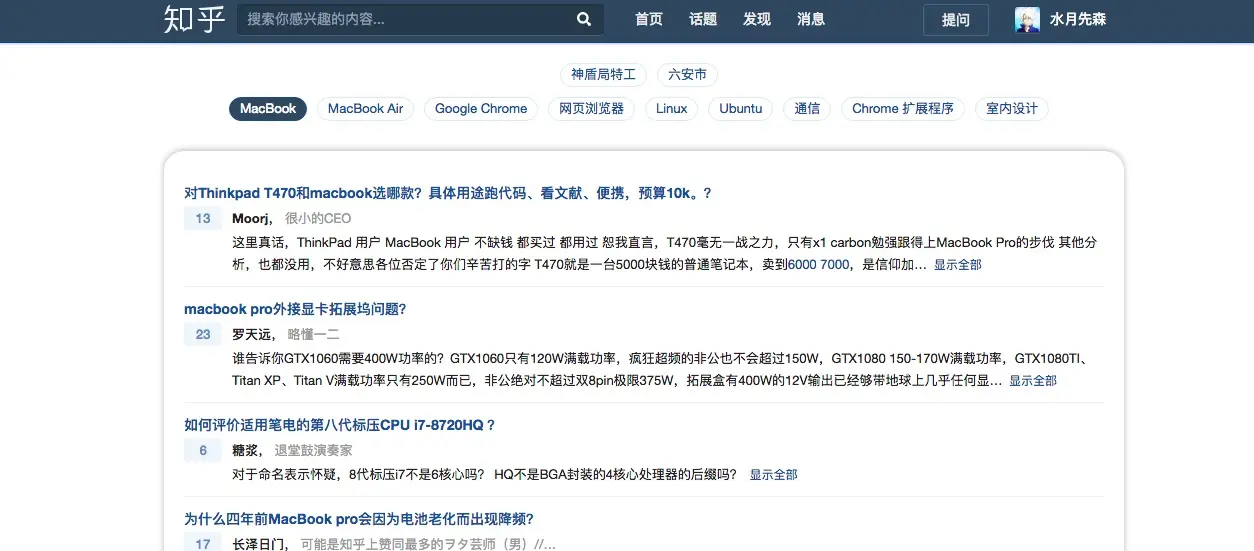 知乎 搜索你感兴趣的内容... 首页 话题 发现 消息 提问 水月先森
神盾局特工 六安市
MacBook MacBook Air Google Chrome 网页浏览器 Linux Ubuntu 通信 Chrome 扩展程序 室内设计
对Thinkpad T470和macbook选哪款？具体用途跑代码、看文献、便携，预算10k。？
13 Moorj， 很小的CEO
这里真话，ThinkPad 用户 MacBook 用户 不缺钱 都买过 都用过 恕我直言，T470毫无一战之力，只有x1 carbon勉强跟得上MacBook Pro的步伐 其他分
析，也都没用，不好意思各位否定了你们辛苦打的字 T470就是一台5000块钱的普通笔记本，卖到6000 7000，是信仰加... 显示全部
macbook pro外接显卡拓展坞问题?
23 罗天远， 略懂一二
谁告诉你GTX1060需要400W功率的？GTX1060只有120W满载功率，疯狂超频的非公也不会超过150W，GTX1080 150-170W满载功率，GTX1080TI、
Titan XP、Titan V满载功率只有250W而已，非公绝对不超过双8pin极限375W，拓展盒有400W的12V输出已经够带地球上几乎任何显... 显示全部
如何评价适用笔电的第八代标压CPU i7-8720HQ ?
6 糖浆， 退堂鼓演奏家
对于命名表示怀疑，8代标压i7不是6核心吗？ HQ不是BGA封装的4核心处理器的后缀吗？ 显示全部
为什么四年前MacBook pro会因为电池老化而出现降频?
17 长泽日门， 可能是知乎上赞同最多的ヲタ芸师（男）//...